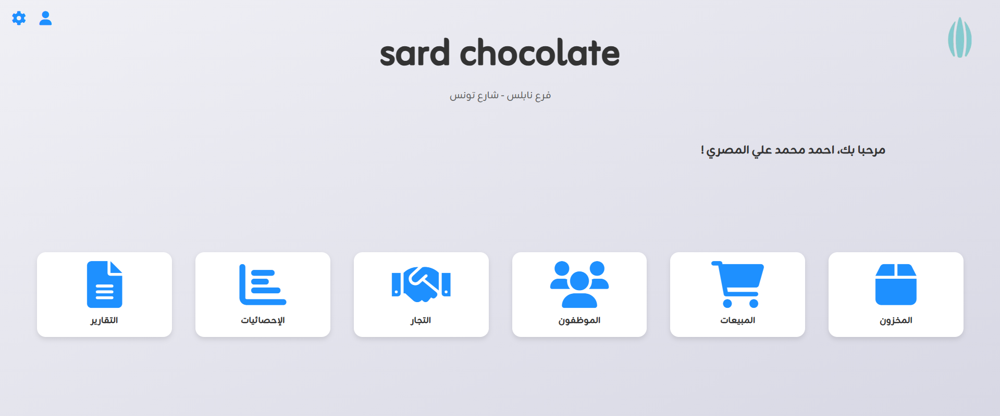 sard chocolate
فرع نابلس - شارع تونس
مرحبا بك، احمد محمد علي المصري !
المخزون
المبيعات
الموظفون
التجار
الإحصائيات
التقارير